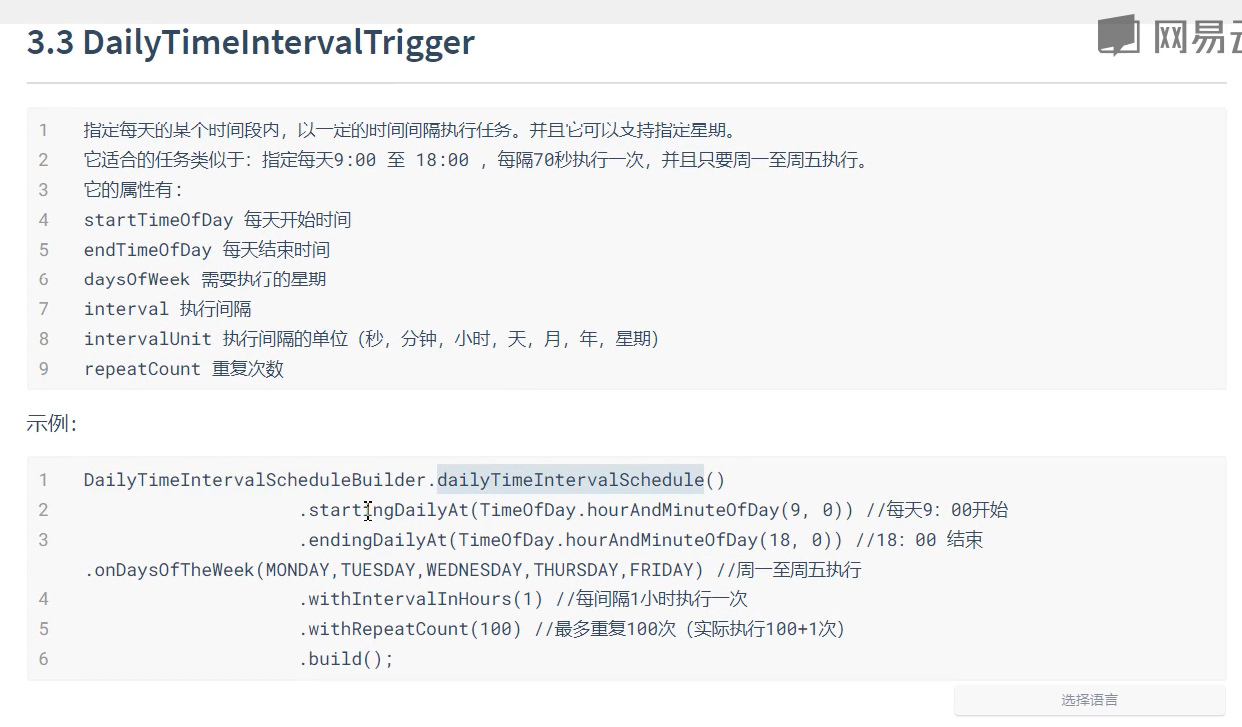 3.3 DailyTimeIntervalTrigger
网易云
1 指定每天的某个时间段内，以一定的时间间隔执行任务。并且它可以支持指定星期。
2 它适合的任务类似于：指定每天9:00 至 18:00 ，每隔70秒执行一次，并且只要周一至周五执行。
3 它的属性有：
4 startTimeOfDay 每天开始时间
5 endTimeOfDay 每天结束时间
6 daysOfWeek 需要执行的星期
7 interval 执行间隔
8 intervalUnit 执行间隔的单位（秒，分钟，小时，天，月，年，星期）
9 repeatCount 重复次数
示例：
1 DailyTimeIntervalScheduleBuilder.dailyTimeIntervalSchedule()
2 .startingDailyAt(TimeOfDay.hourAndMinuteOfDay(9, 0)) //每天9：00开始
3 .endingDailyAt(TimeOfDay.hourAndMinuteOfDay(18, 0)) //18：00 结束
.onDaysOfTheWeek(MONDAY,TUESDAY,WEDNESDAY,THURSDAY,FRIDAY) //周一至周五执行
4 .withIntervalInHours(1) //每间隔1小时执行一次
5 .withRepeatCount(100) //最多重复100次（实际执行100+1次）
6 .build();
选择语言